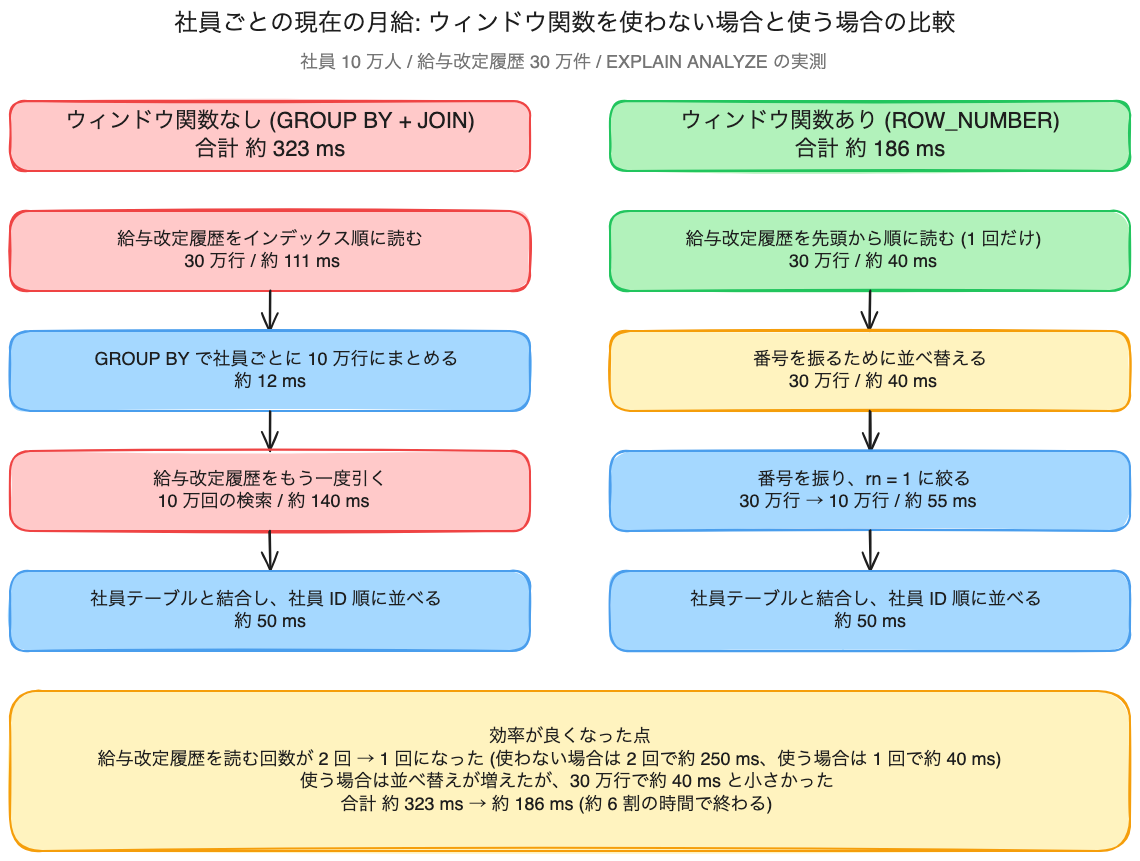 社員ごとの現在の月給: ウィンドウ関数を使わない場合と使う場合の比較
社員 10 万人 / 給与改定履歴 30 万件 / EXPLAIN ANALYZE の実測
ウィンドウ関数なし (GROUP BY + JOIN)
合計 約 323 ms
給与改定履歴をインデックス順に読む
30 万行 / 約 111 ms
GROUP BY で社員ごとに 10 万行にまとめる
約 12 ms
給与改定履歴をもう一度引く
10 万回の検索 / 約 140 ms
社員テーブルと結合し、社員 ID 順に並べる
約 50 ms
ウィンドウ関数あり (ROW_NUMBER)
合計 約 186 ms
給与改定履歴を先頭から順に読む (1 回だけ)
30 万行 / 約 40 ms
番号を振るために並べ替える
30 万行 / 約 40 ms
番号を振り、rn = 1 に絞る
30 万行 → 10 万行 / 約 55 ms
社員テーブルと結合し、社員 ID 順に並べる
約 50 ms
効率が良くなった点
給与改定履歴を読む回数が 2 回 → 1 回になった (使わない場合は 2 回で約 250 ms、使う場合は 1 回で約 40 ms)
使う場合は並べ替えが増えたが、30 万行で約 40 ms と小さかった
合計 約 323 ms → 約 186 ms (約 6 割の時間で終わる)